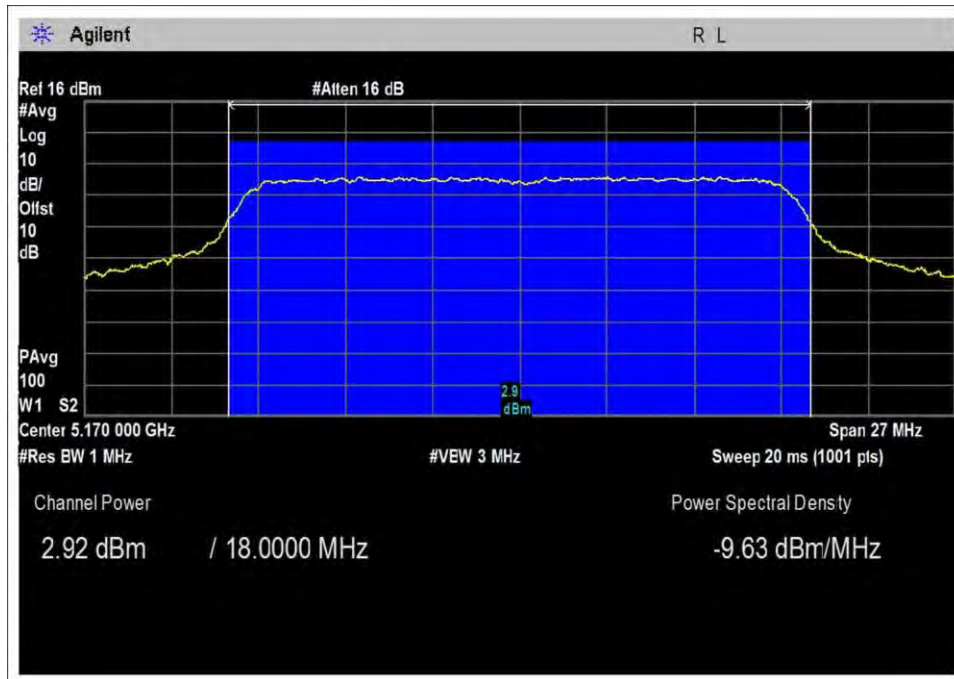 Agilent R L
Ref 16 dBm #Atten 16 dB
#Avg
Log
10
dB/
Offst
10
dB
PAvg
100
W1 S2
2.9
dBm
Center 5.170 000 GHz Span 27 MHz
#Res BW 1 MHz #VBW 3 MHz Sweep 20 ms (1001 pts)
Channel Power Power Spectral Density
2.92 dBm / 18.0000 MHz -9.63 dBm/MHz